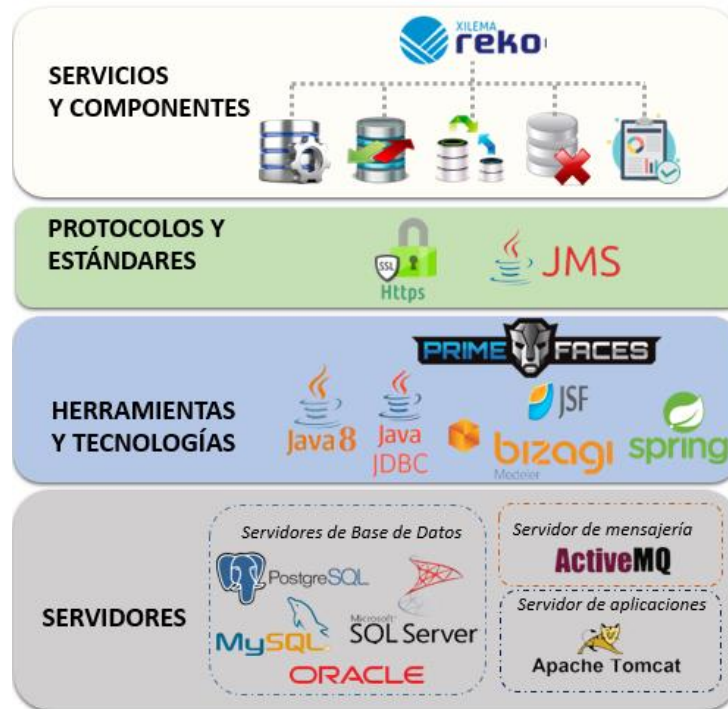 XILEMA
reko
SERVICIOS
Y COMPONENTES
PROTOCOLOS Y
ESTÁNDARES
SSL
Https
JMS
PRIME FACES
HERRAMIENTAS
Y TECNOLOGÍAS
Java 8
Java
JDBC
JSF
bizagi
Modeler
spring
SERVIDORES
Servidores de Base de Datos
PostgreSQL
MySQL
Microsoft
SQL Server
ORACLE
Servidor de mensajería
ActiveMQ
Servidor de aplicaciones
Apache Tomcat